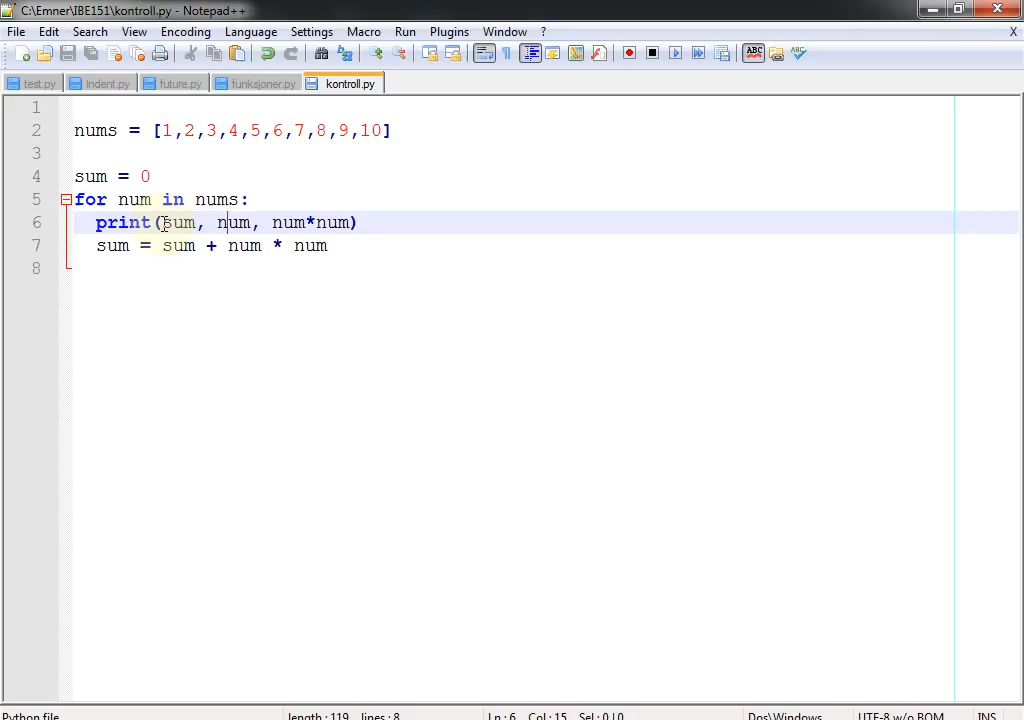 C:\Emner\IBE151\kontroll.py - Notepad++
File Edit Search View Encoding Language Settings Macro Run Plugins Window ? X
test.py indent.py future.py funksjoner.py kontroll.py
1
2 nums = [1,2,3,4,5,6,7,8,9,10]
3
4 sum = 0
5 for num in nums:
6 print(sum, num, num*num)
7 sum = sum + num * num
8
Python file length : 119 lines : 8 Ln : 6 Col : 15 Sel : 0 | 0 Dos\Windows UTF-8 w/o BOM INS